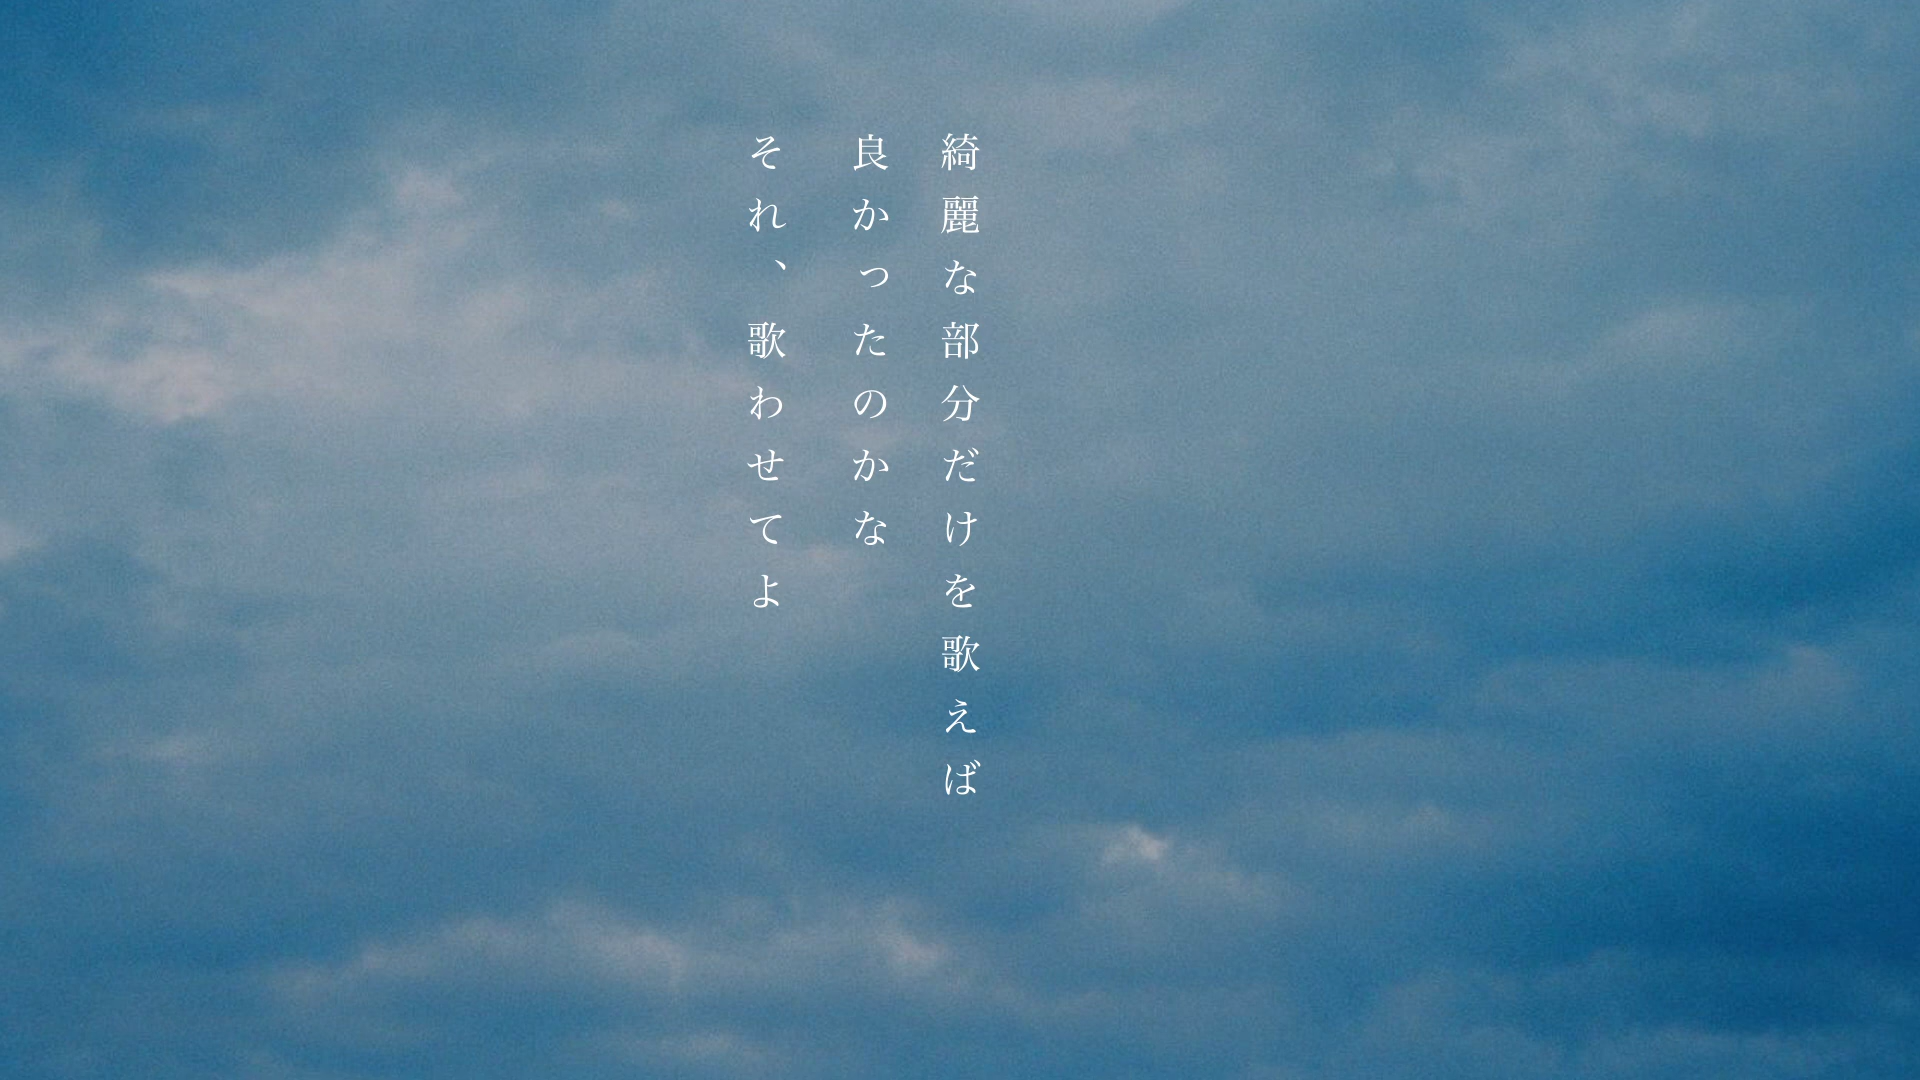 綺麗な部分だけを歌えば
良かったのかな
それ、歌わせてよ